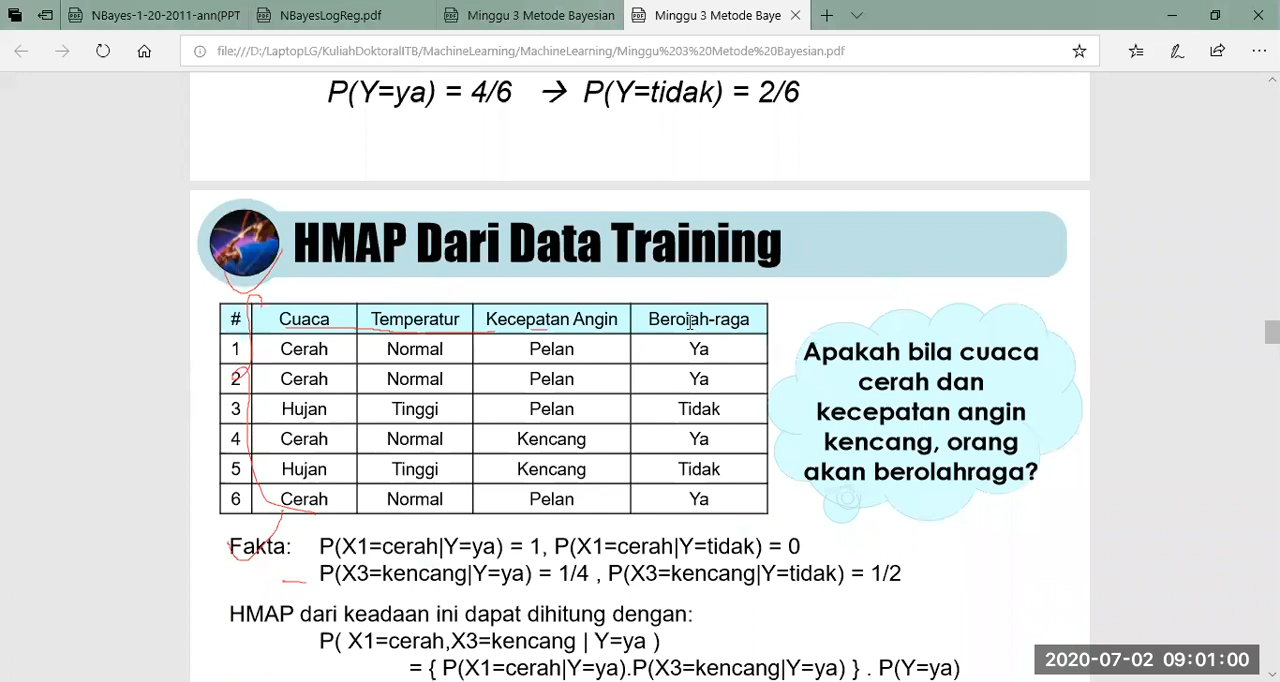 NBayes-1-20-2011-ann(PPT
NBayesLogReg.pdf
Minggu 3 Metode Bayesian
Minggu 3 Metode Baye
file:///D:/LaptopLG/KuliahDoktoralITB/MachineLearning/MachineLearning/Minggu%203%20Metode%20Bayesian.pdf
P(Y=ya) = 4/6 → P(Y=tidak) = 2/6
HMAP Dari Data Training
# Cuaca Temperatur Kecepatan Angin Berolah-raga
1 Cerah Normal Pelan Ya
2 Cerah Normal Pelan Ya
3 Hujan Tinggi Pelan Tidak
4 Cerah Normal Kencang Ya
5 Hujan Tinggi Kencang Tidak
6 Cerah Normal Pelan Ya
Apakah bila cuaca
cerah dan
kecepatan angin
kencang, orang
akan berolahraga?
Fakta: P(X1=cerah|Y=ya) = 1, P(X1=cerah|Y=tidak) = 0
P(X3=kencang|Y=ya) = 1/4 , P(X3=kencang|Y=tidak) = 1/2
HMAP dari keadaan ini dapat dihitung dengan:
P( X1=cerah,X3=kencang | Y=ya )
= { P(X1=cerah|Y=ya).P(X3=kencang|Y=ya) } . P(Y=ya)
2020-07-02 09:01:00